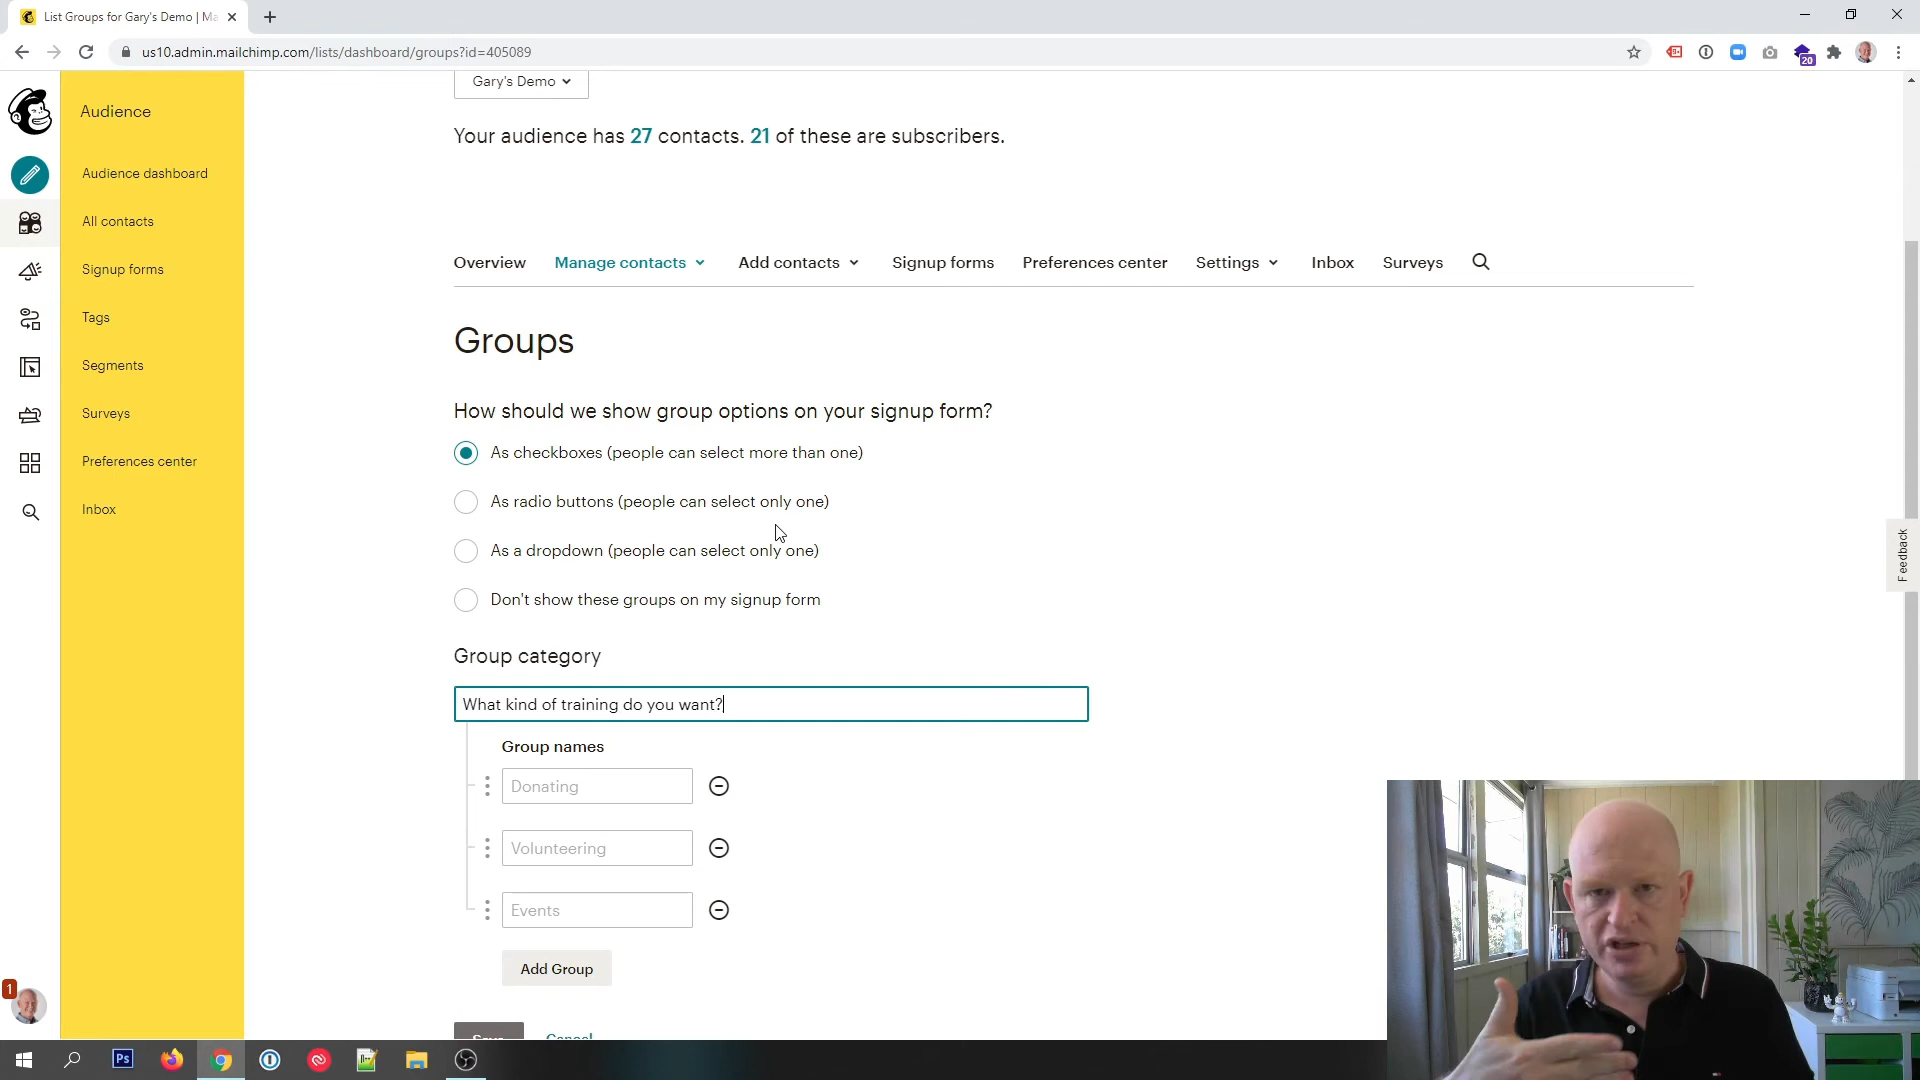 List Groups for Gary's Demo | Ma
us10.admin.mailchimp.com/lists/dashboard/groups?id=405089
20
Gary's Demo
Audience
Your audience has 27 contacts. 21 of these are subscribers.
Audience dashboard
All contacts
Signup forms
Tags
Segments
Surveys
Preferences center
Inbox
Overview Manage contacts Add contacts Signup forms Preferences center Settings Inbox Surveys
Groups
How should we show group options on your signup form?
As checkboxes (people can select more than one)
As radio buttons (people can select only one)
As a dropdown (people can select only one)
Don't show these groups on my signup form
Feedback
Group category
What kind of training do you want?
Group names
Donating
Volunteering
Events
Add Group
Save Cancel
1
Ps